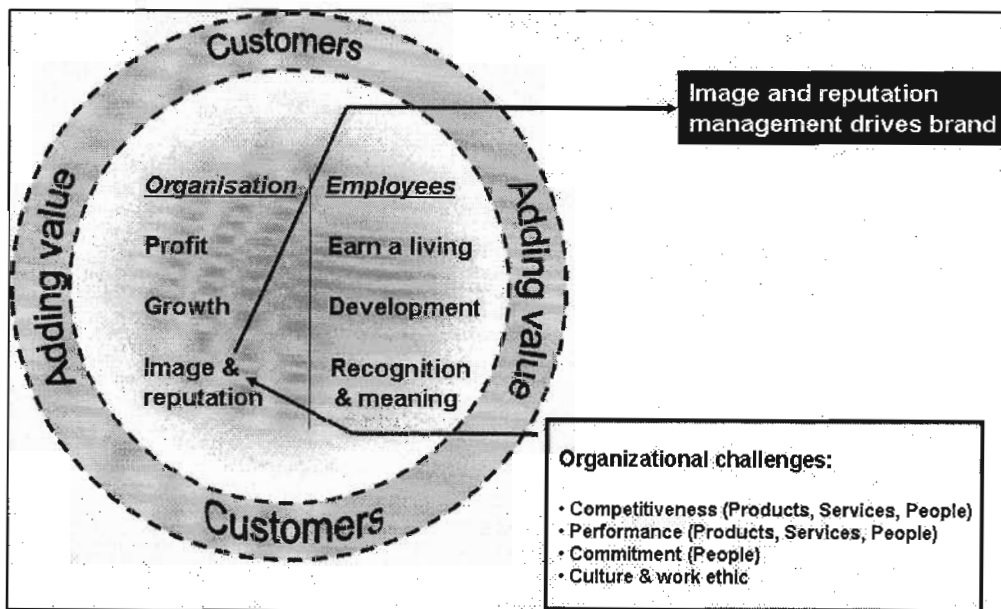 Customers
Adding value
Organisation
Employees
Profit
Earn a living
Growth
Development
Image &
reputation
Recognition
& meaning
Adding value
Customers
Image and reputation
management drives brand
Organizational challenges:
• Competitiveness (Products, Services, People)
• Performance (Products, Services, People)
• Commitment (People)
• Culture & work ethic